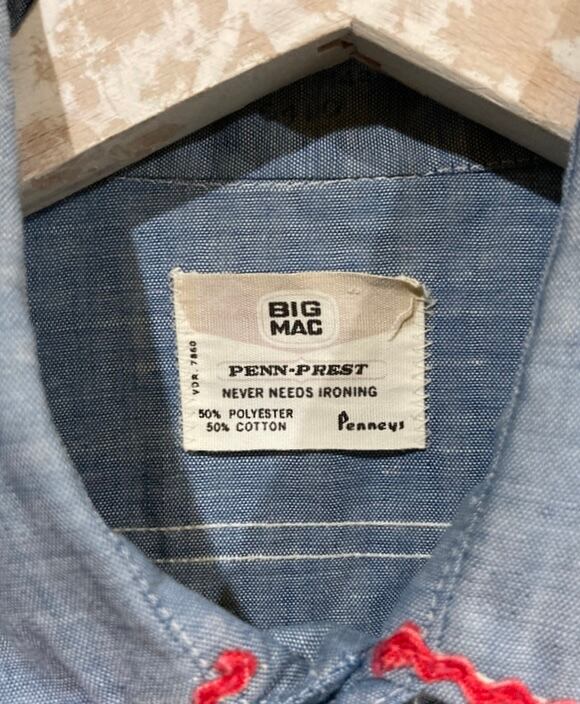 BIG
MAC
PENN-PREST
NEVER NEEDS IRONING
VDR. 7860
50% POLYESTER
50% COTTON
Penneys